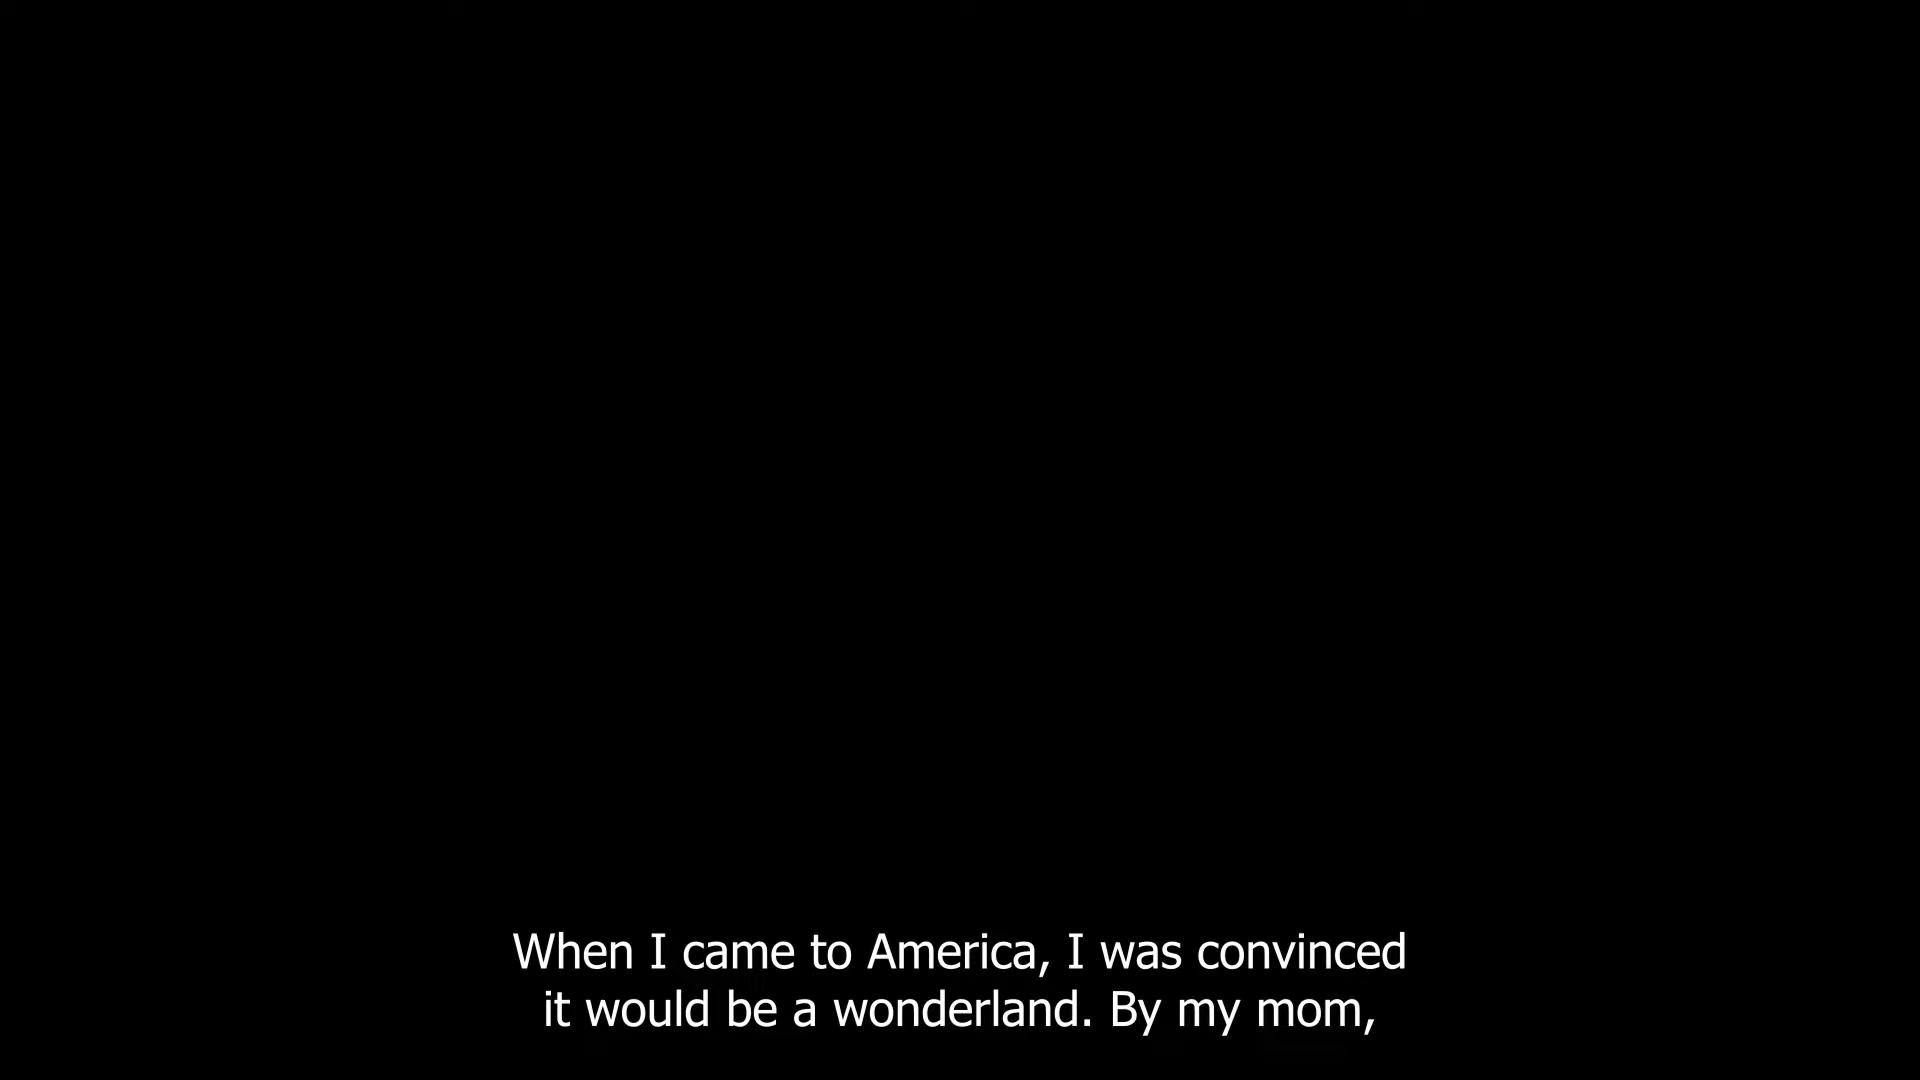 When I came to America, I was convinced
it would be a wonderland. By my mom,